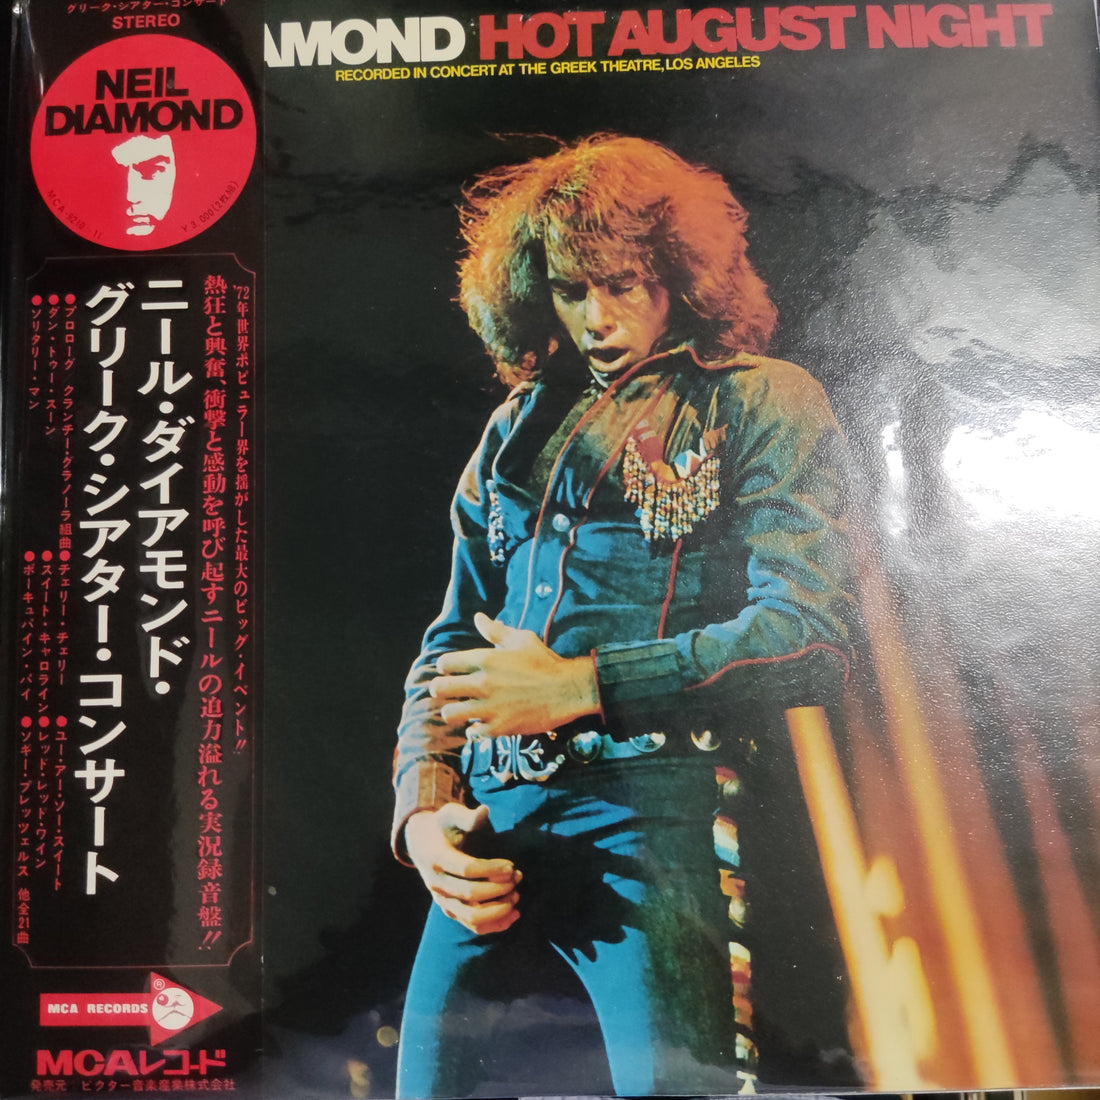 グリーク・シアター・コンサート
STEREO
NEIL
DIAMOND
MCA-9210 11
¥3,000(2枚組)
AMOND HOT AUGUST NIGHT
RECORDED IN CONCERT AT THE GREEK THEATRE, LOS ANGELES
'72年世界ポピュラー界を揺がした最大のビッグ・イベント!!
熱狂と興奮、衝撃と感動を呼び起すニールの迫力溢れる実況録音盤!!
ニール・ダイアモンド・
グリーク・シアター・コンサート
●プロローグ クランチー・グラノーラ組曲
●ダン・トゥー・スーン
●ソリタリー・マン
●チェリー・チェリー
●スイート・キャロライン
●ポーキュパイン・パイ
●ユー・アー・ソー・スイート
●レッド・レッド・ワイン
●ソギー・プレッツェルス 他全21曲
MCA RECORDS ®
MCAレコード
発売元 ビクター音楽産業株式会社